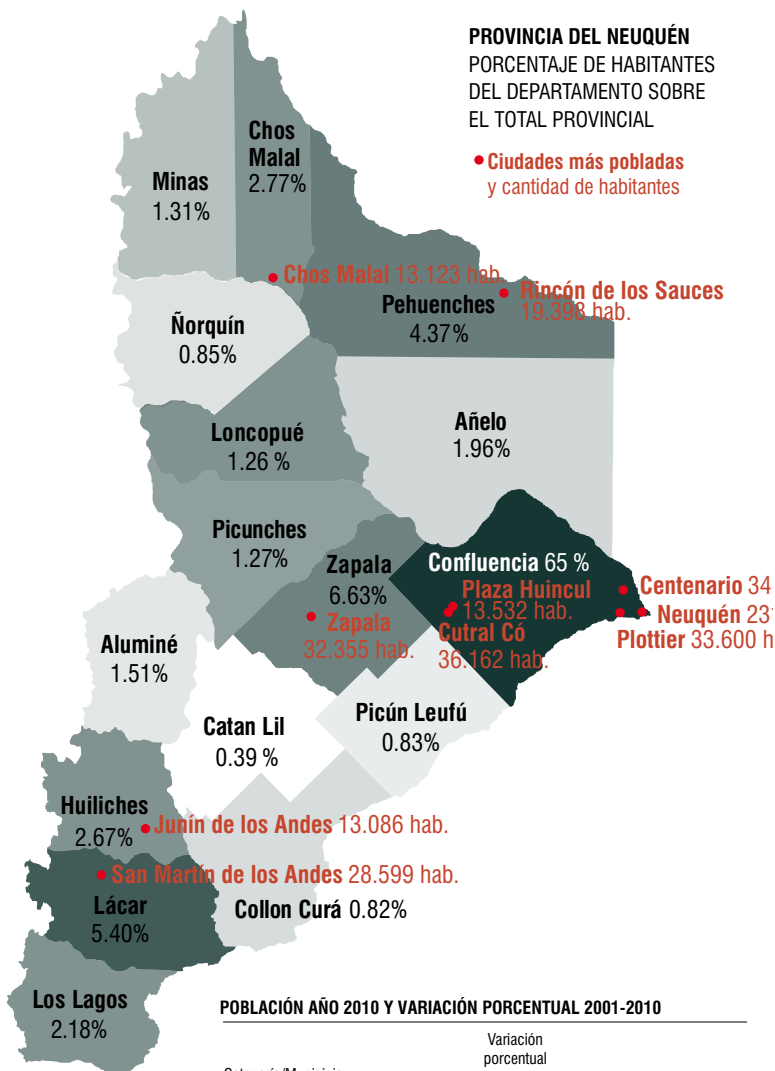 PROVINCIA DEL NEUQUÉN
PORCENTAJE DE HABITANTES
DEL DEPARTAMENTO SOBRE
EL TOTAL PROVINCIAL
Ciudades más pobladas
y cantidad de habitantes
Chos
Malal
2.77%
Minas
1.31%
Chos Malal 13.123 hab.
Rincón de los Sauces
19.398 hab.
Pehuenches
4.37%
Ñorquín
0.85%
Loncopué
1.26 %
Añelo
1.96%
Picunches
1.27%
Zapala
6.63%
Zapala
32.355 hab.
Confluencia 65 %
Plaza Huincul
13.532 hab.
Cutral Có
36.162 hab.
Centenario 34
Neuquén 231
Plottier 33.600 h
Aluminé
1.51%
Catan Lil
0.39 %
Picún Leufú
0.83%
Huiliches
2.67%
Junín de los Andes 13.086 hab.
San Martín de los Andes 28.599 hab.
Lácar
5.40%
Collon Curá 0.82%
Los Lagos
2.18%
POBLACIÓN AÑO 2010 Y VARIACIÓN PORCENTUAL 2001-2010
Variación
porcentual